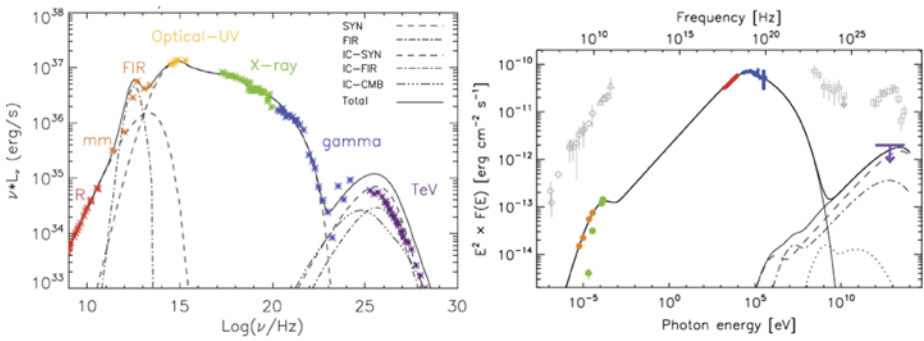 10^38
10^37
10^36
10^35
10^34
10^33
ν*L, (erg/s)
Optical-UV
FIR
X-ray
mm
R
gamma
TeV
SYN
FIR
IC-SYN
IC-FIR
IC-CMB
Total
10 15 20 25 30
Log(ν/Hz)
Frequency [Hz]
10^10 10^15 10^20 10^25
10^-10
10^-11
10^-12
10^-13
10^-14
E² × F(E) [erg cm⁻² s⁻¹]
10^-5 10^0 10^5 10^10
Photon energy [eV]